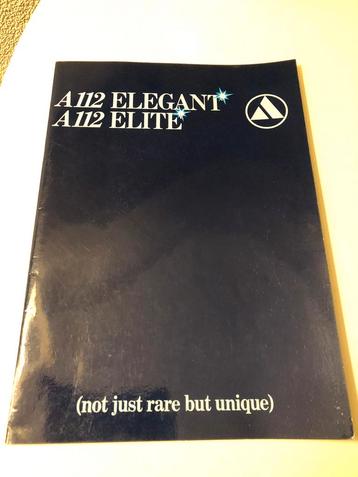 A112 ELEGANT
A112 ELITE
(not just rare but unique)